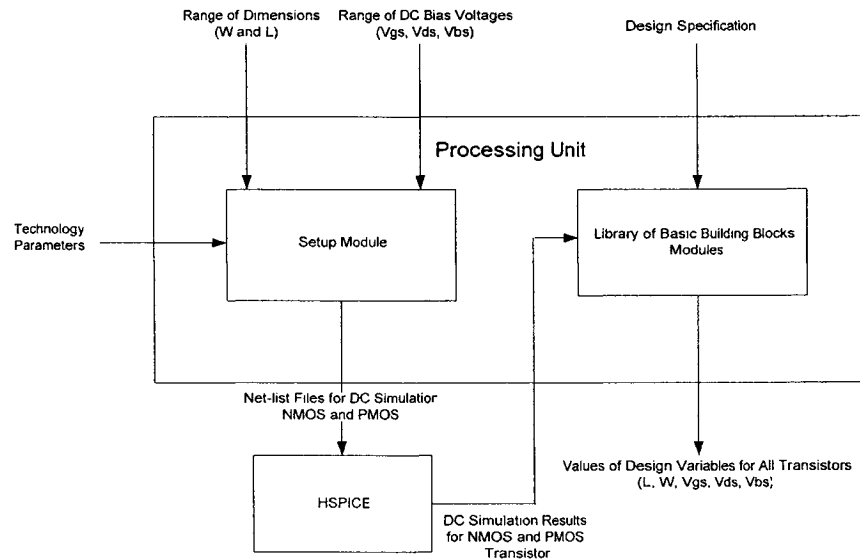 Range of Dimensions
(W and L)
Range of DC Bias Voltages
(Vgs, Vds, Vbs)
Design Specification
Processing Unit
Technology
Parameters
Setup Module
Library of Basic Building Blocks
Modules
Net-list Files for DC Simulation
NMOS and PMOS
HSPICE
DC Simulation Results
for NMOS and PMOS
Transistor
Values of Design Variables for All Transistors
(L, W, Vgs, Vds, Vbs)